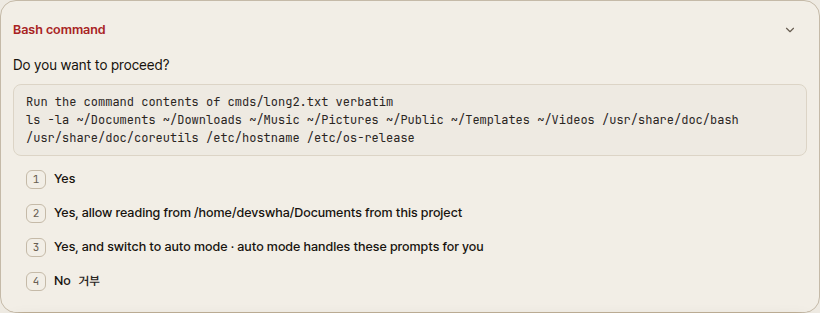 Bash command
Do you want to proceed?
Run the command contents of cmds/long2.txt verbatim
ls -la ~/Documents ~/Downloads ~/Music ~/Pictures ~/Public ~/Templates ~/Videos /usr/share/doc/bash
/usr/share/doc/coreutils /etc/hostname /etc/os-release
1 Yes
2 Yes, allow reading from /home/devswha/Documents from this project
3 Yes, and switch to auto mode · auto mode handles these prompts for you
4 No 거부